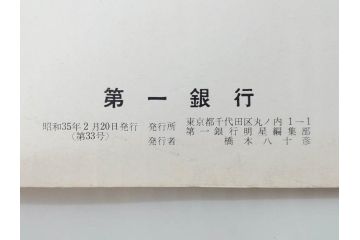 第一銀行
昭和35年2月20日発行 発行所 東京都千代田区丸ノ内1-1
(第33号) 第一銀行明星編集部
発行者 橋本八十彦